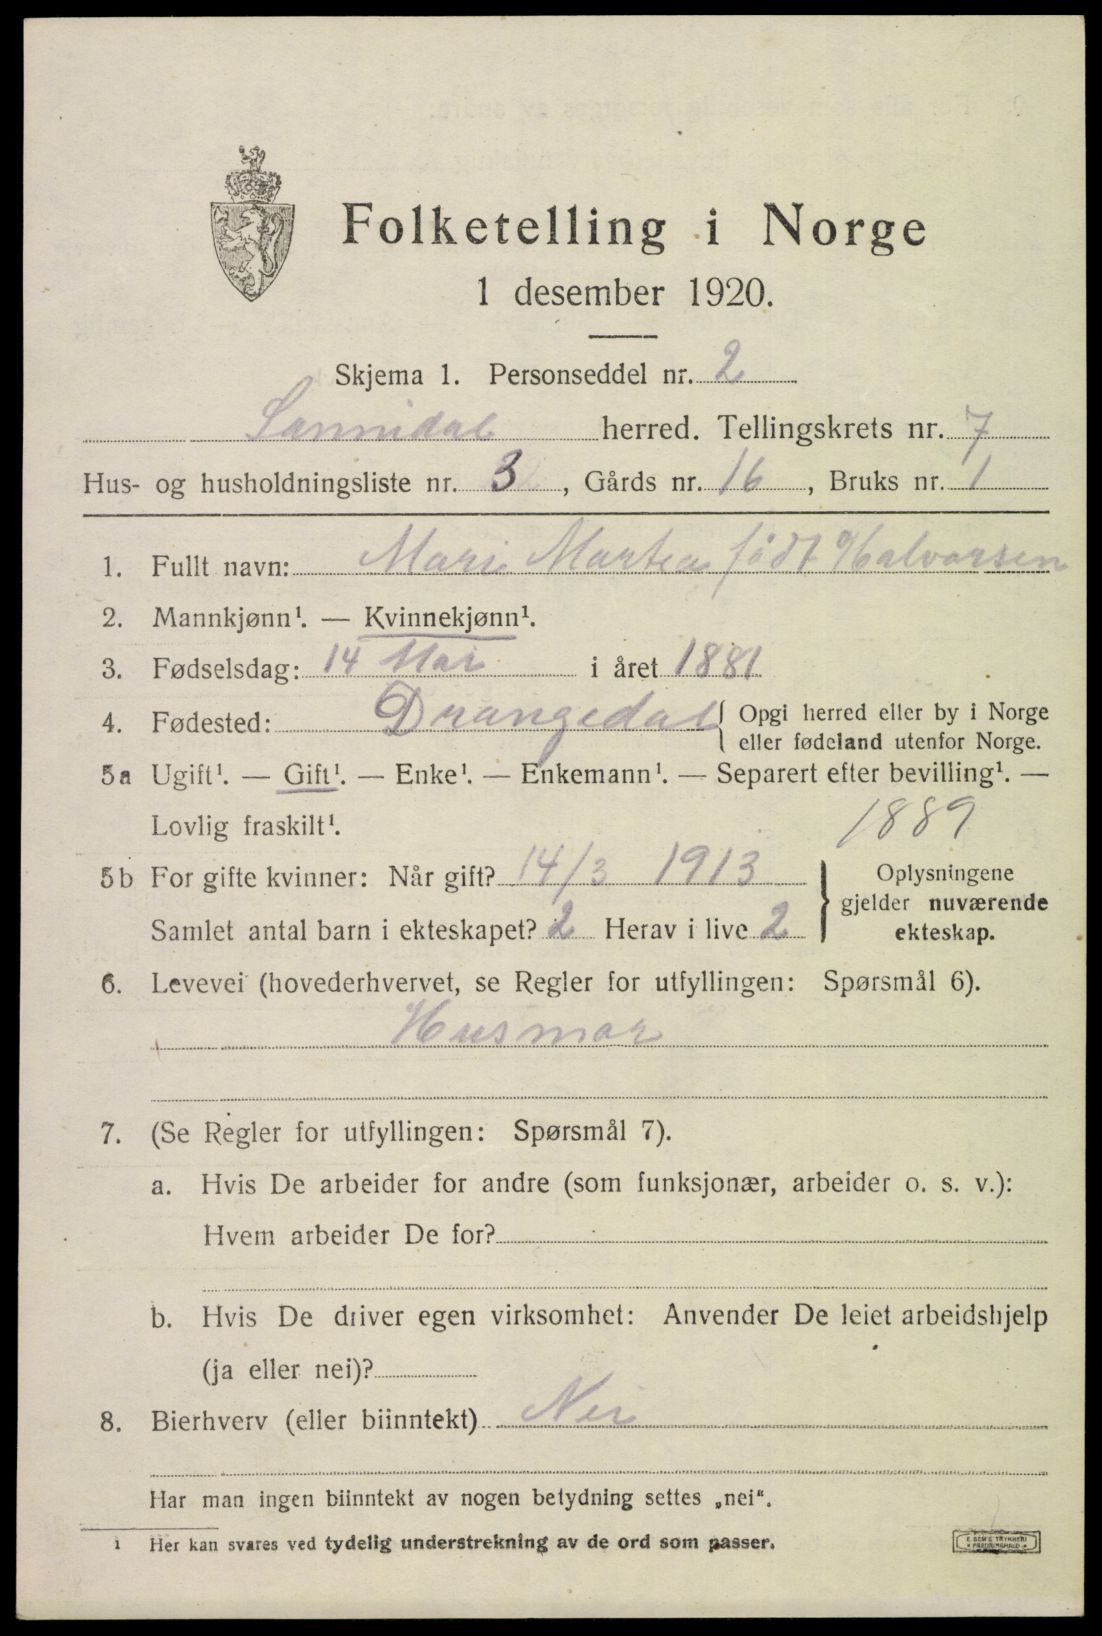 Folketelling i Norge
1 desember 1920.
Skjema 1. Personseddel nr. 2
Sannidal herred. Tellingskrets nr. 7
Hus- og husholdningsliste nr. 3, Gårds nr. 16, Bruks nr. 1
1. Fullt navn: Mari Martea født Halvorsen
2. Mannkjønn¹. — Kvinnekjønn¹.
3. Fødselsdag: 14 Mar i året 1881
4. Fødested: Drangedal { Opgi herred eller by i Norge
eller fødeland utenfor Norge.
5a Ugift¹. — Gift¹. — Enke¹. — Enkemann¹. — Separert efter bevilling¹. —
Lovlig fraskilt¹. 1889
5b For gifte kvinner: Når gift? 14/3 1913 } Oplysningene
gjelder nuværende
Samlet antal barn i ekteskapet? 2 Herav i live 2 ekteskap.
6. Levevei (hovederhvervet, se Regler for utfyllingen: Spørsmål 6).
Husmor
7. (Se Regler for utfyllingen: Spørsmål 7).
a. Hvis De arbeider for andre (som funksjonær, arbeider o. s. v.):
Hvem arbeider De for?
b. Hvis De driver egen virksomhet: Anvender De leiet arbeidshjelp
(ja eller nei)?
8. Bierhverv (eller biinntekt) Nei
Har man ingen biinntekt av nogen betydning settes „nei“.
1 Her kan svares ved tydelig understrekning av de ord som passer.